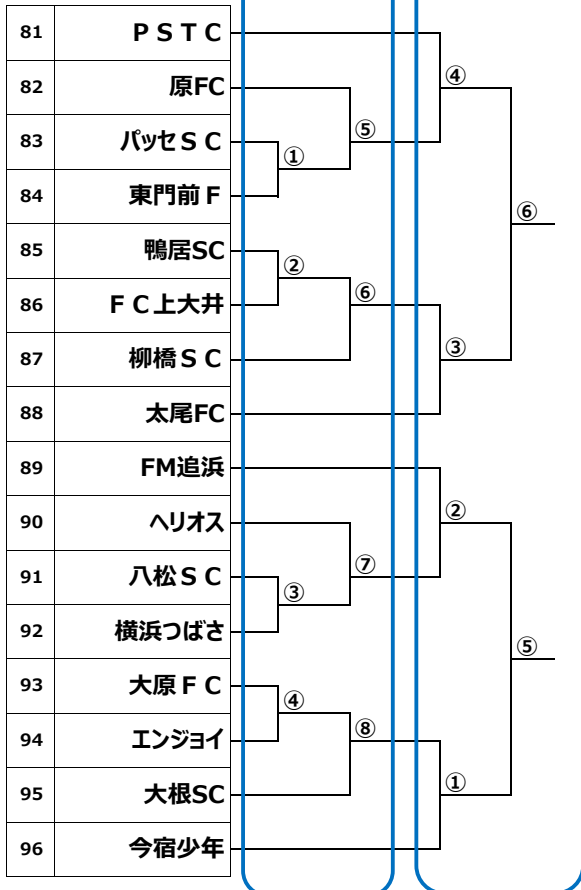 81 ＰＳＴＣ
④
82 原FC
⑤
83 パッセＳＣ
①
84 東門前Ｆ
⑥
85 鴨居SC
②
86 ＦＣ上大井
⑥
87 柳橋ＳＣ
③
88 太尾FC
89 FM追浜
②
90 ヘリオス
⑦
91 八松ＳＣ
③
92 横浜つばさ
⑤
93 大原ＦＣ
④
94 エンジョイ
⑧
95 大根SC
①
96 今宿少年